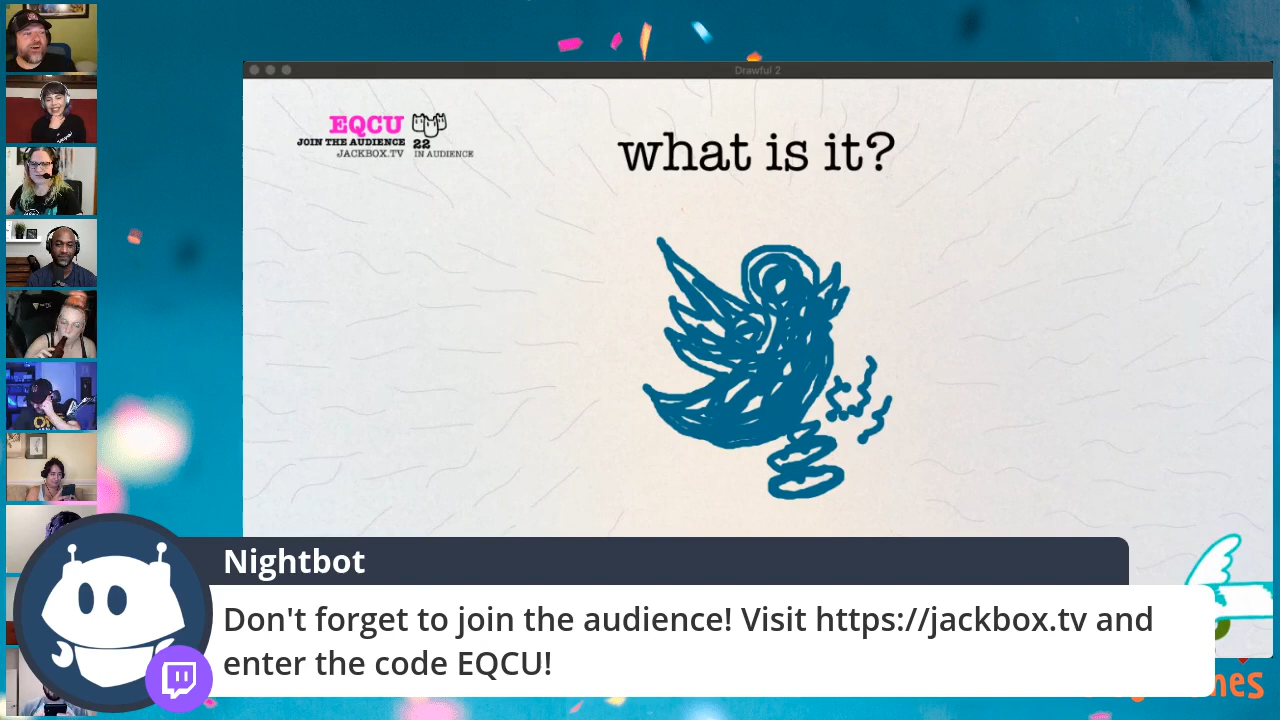 Drawful 2
EQCU
JOIN THE AUDIENCE
JACKBOX.TV
22
IN AUDIENCE
what is it?
Nightbot
Don't forget to join the audience! Visit https://jackbox.tv and
enter the code EQCU!